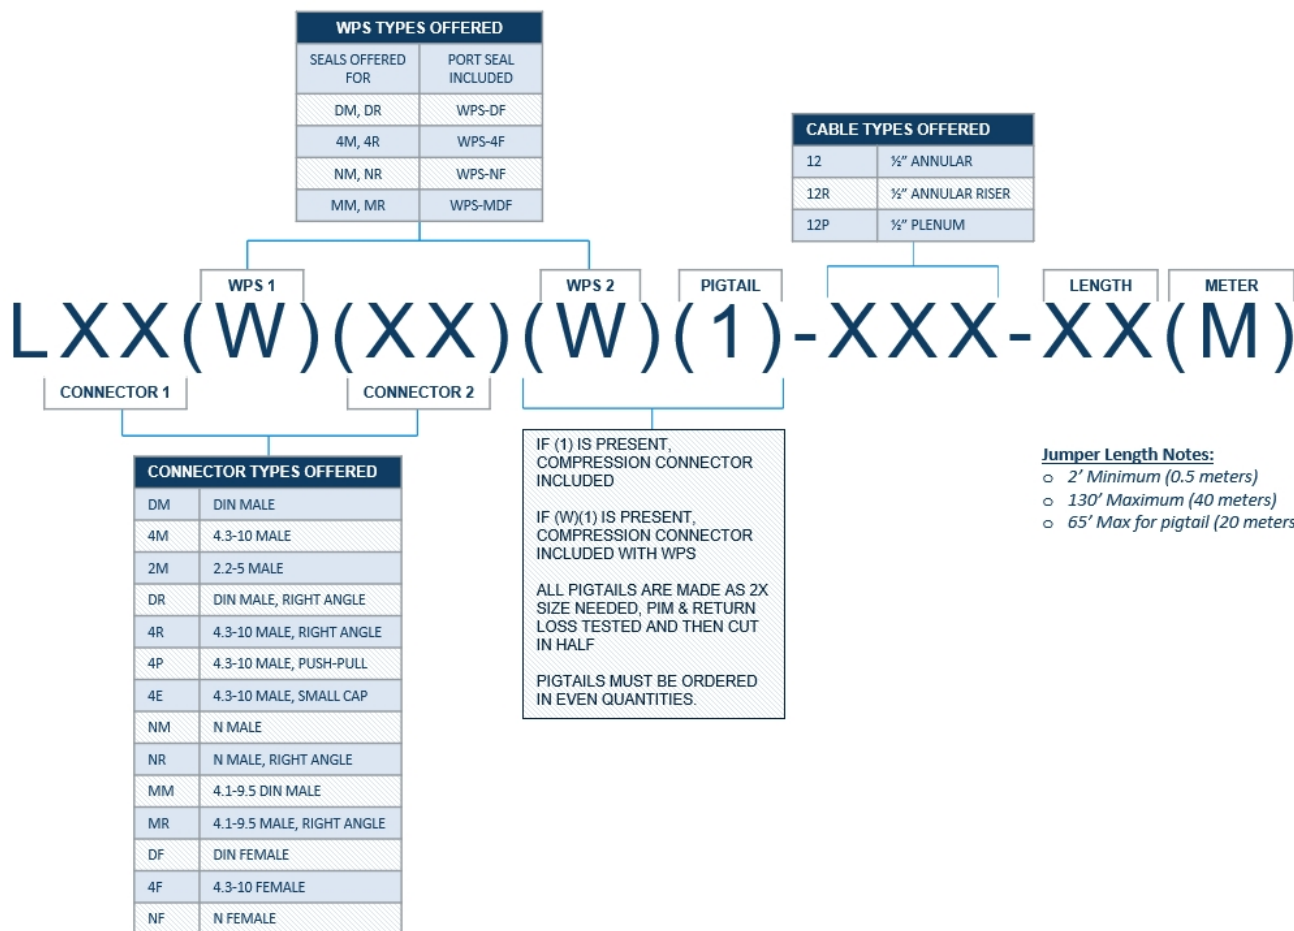 WPS TYPES OFFERED
SEALS OFFERED FOR | PORT SEAL INCLUDED
DM, DR | WPS-DF
4M, 4R | WPS-4F
NM, NR | WPS-NF
MM, MR | WPS-MDF
CABLE TYPES OFFERED
12 | ½” ANNULAR
12R | ½” ANNULAR RISER
12P | ½” PLENUM
WPS 1
WPS 2
PIGTAIL
LENGTH
METER
LXX(W)(XX)(W)(1)-XXX-XX(M)
CONNECTOR 1
CONNECTOR 2
CONNECTOR TYPES OFFERED
DM | DIN MALE
4M | 4.3-10 MALE
2M | 2.2-5 MALE
DR | DIN MALE, RIGHT ANGLE
4R | 4.3-10 MALE, RIGHT ANGLE
4P | 4.3-10 MALE, PUSH-PULL
4E | 4.3-10 MALE, SMALL CAP
NM | N MALE
NR | N MALE, RIGHT ANGLE
MM | 4.1-9.5 DIN MALE
MR | 4.1-9.5 MALE, RIGHT ANGLE
DF | DIN FEMALE
4F | 4.3-10 FEMALE
NF | N FEMALE
IF (1) IS PRESENT,
COMPRESSION CONNECTOR
INCLUDED
IF (W)(1) IS PRESENT,
COMPRESSION CONNECTOR
INCLUDED WITH WPS
ALL PIGTAILS ARE MADE AS 2X
SIZE NEEDED, PIM & RETURN
LOSS TESTED AND THEN CUT
IN HALF
PIGTAILS MUST BE ORDERED
IN EVEN QUANTITIES.
Jumper Length Notes:
o 2’ Minimum (0.5 meters)
o 130’ Maximum (40 meters)
o 65’ Max for pigtail (20 meters